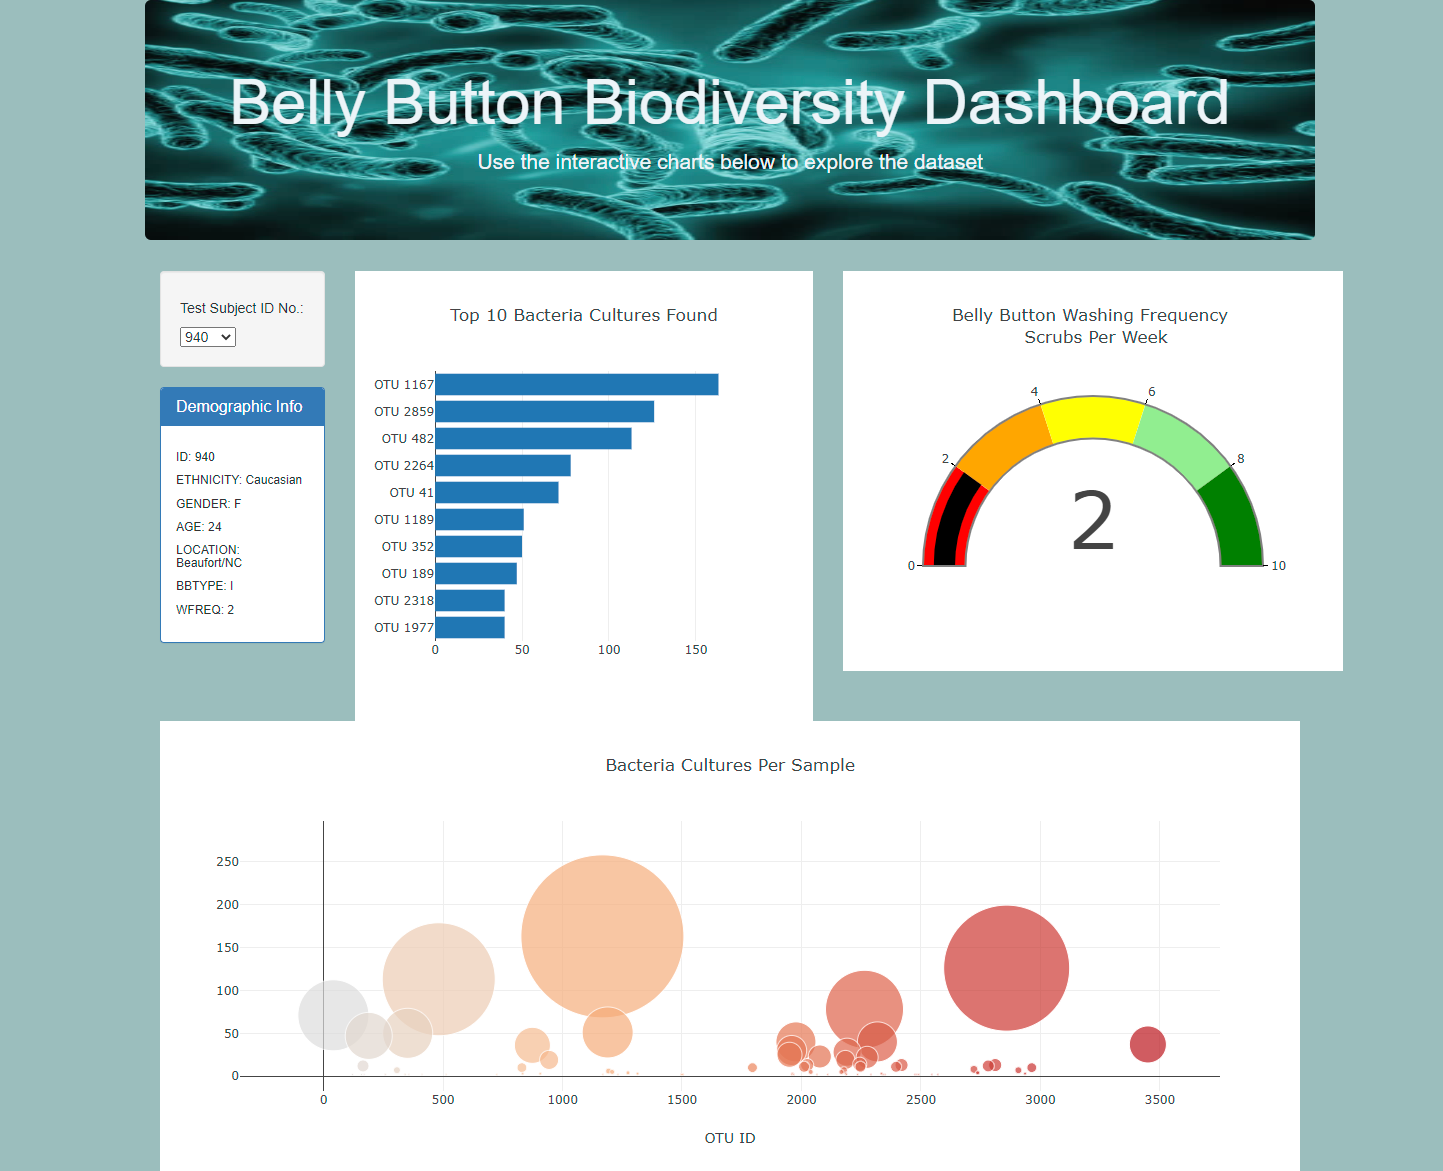 Belly Button Biodiversity Dashboard
Use the interactive charts below to explore the dataset
Test Subject ID No.:
940
Demographic Info
ID: 940
ETHNICITY: Caucasian
GENDER: F
AGE: 24
LOCATION:
Beaufort/NC
BBTYPE: I
WFREQ: 2
Top 10 Bacteria Cultures Found
OTU 1167
OTU 2859
OTU 482
OTU 2264
OTU 41
OTU 1189
OTU 352
OTU 189
OTU 2318
OTU 1977
0 50 100 150
Belly Button Washing Frequency
Scrubs Per Week
4 6
2 8
2
0 10
Bacteria Cultures Per Sample
250
200
150
100
50
0
0 500 1000 1500 2000 2500 3000 3500
OTU ID